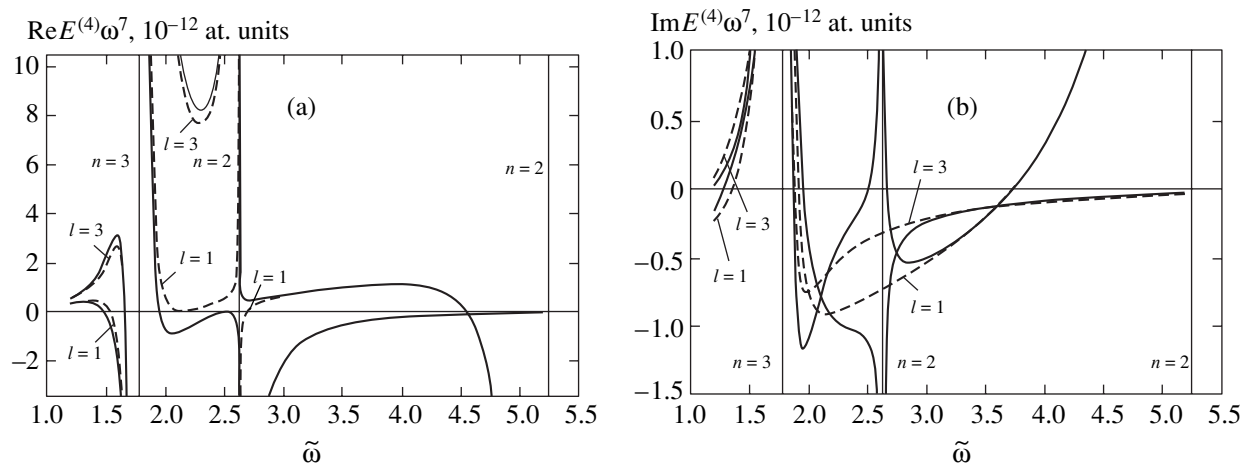 ReE^(4)ω^7, 10^−12 at. units
10
8
6
4
2
0
−2
(a)
l = 3
n = 3
n = 2
n = 2
l = 3
l = 1
l = 1
l = 1
1.0 1.5 2.0 2.5 3.0 3.5 4.0 4.5 5.0 5.5
ω̃
ImE^(4)ω^7, 10^−12 at. units
1.0
0.5
0
−0.5
−1.0
−1.5
(b)
l = 3
l = 3
l = 1
l = 1
n = 3
n = 2
n = 2
1.0 1.5 2.0 2.5 3.0 3.5 4.0 4.5 5.0 5.5
ω̃